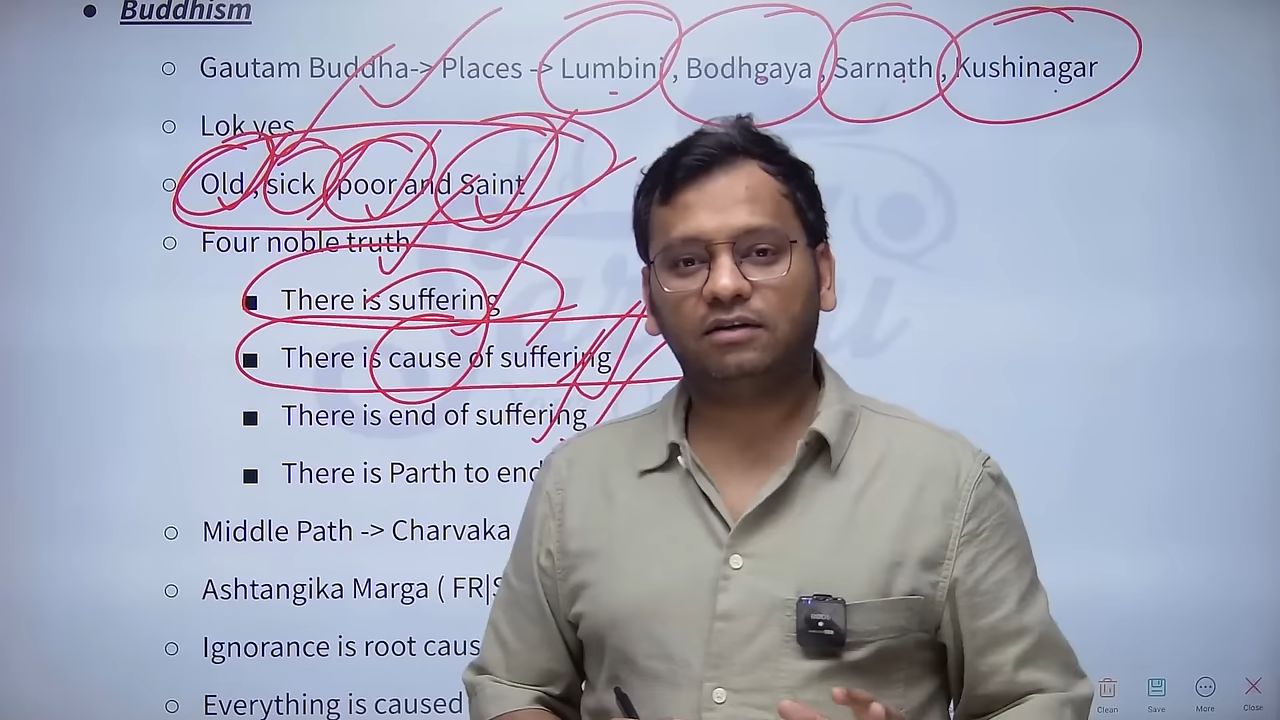 Buddhism
Gautam Buddha-> Places -> Lumbini , Bodhgaya , Sarnath , Kushinagar
Lok yes
Old , sick , poor and Saint
Four noble truth
There is suffering
There is cause of suffering
There is end of suffering
There is Parth to end
Middle Path -> Charvaka
Ashtangika Marga ( FR|S
Ignorance is root caus
Everything is caused
Clean Save More Close